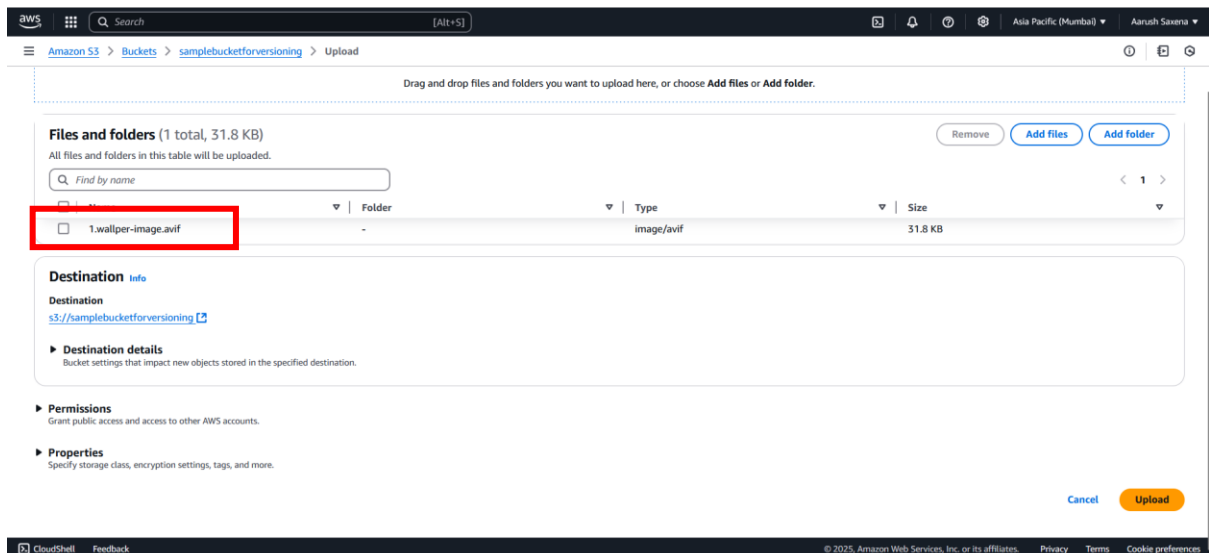 aws Search [Alt+S] Asia Pacific (Mumbai) Aarush Saxena
Amazon S3 > Buckets > samplebucketforversioning > Upload
Drag and drop files and folders you want to upload here, or choose Add files or Add folder.
Files and folders (1 total, 31.8 KB) Remove Add files Add folder
All files and folders in this table will be uploaded.
Find by name < 1 >
Name Folder Type Size
1.wallper-image.avif - image/avif 31.8 KB
Destination Info
Destination
s3://samplebucketforversioning
Destination details
Bucket settings that impact new objects stored in the specified destination.
Permissions
Grant public access and access to other AWS accounts.
Properties
Specify storage class, encryption settings, tags, and more.
Cancel Upload
CloudShell Feedback © 2025, Amazon Web Services, Inc. or its affiliates. Privacy Terms Cookie preferences